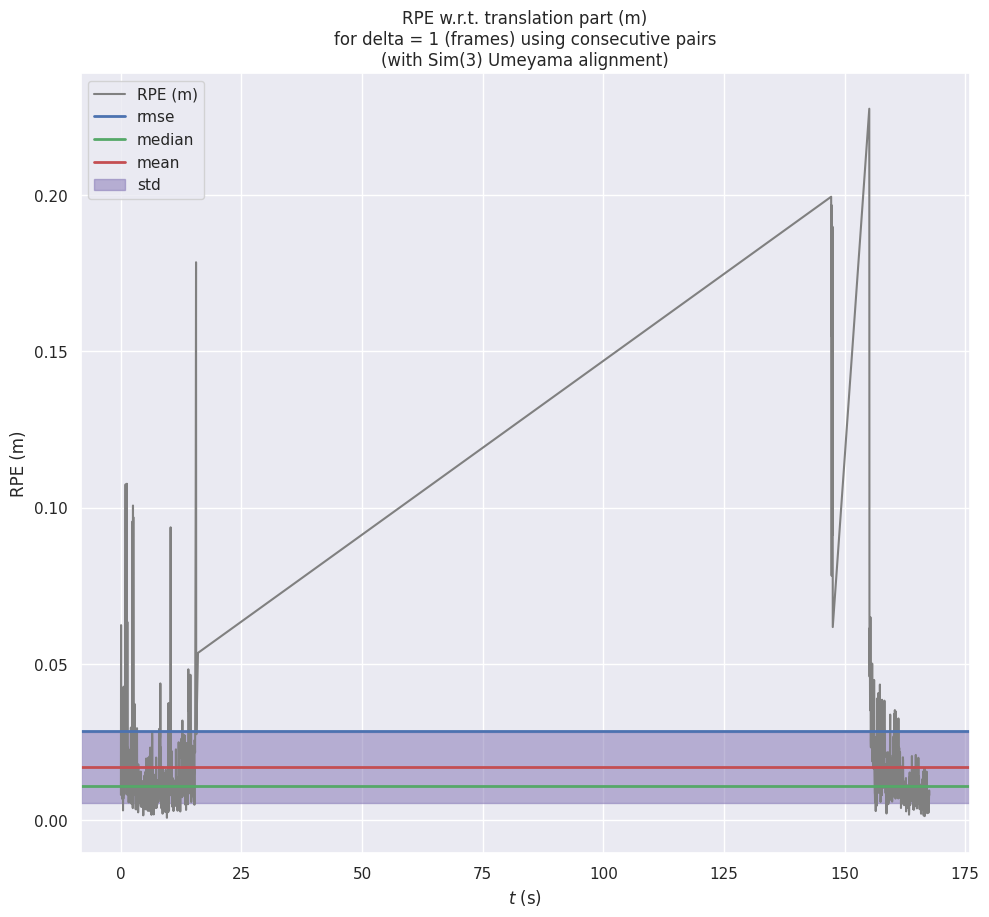 RPE w.r.t. translation part (m)
for delta = 1 (frames) using consecutive pairs
(with Sim(3) Umeyama alignment)
RPE (m)
rmse
median
mean
std
RPE (m)
0.20
0.15
0.10
0.05
0.00
0
25
50
75
100
125
150
175
t (s)